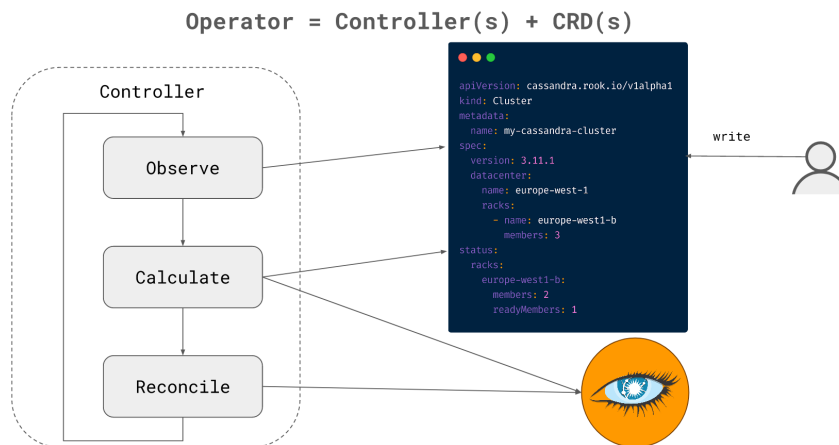 Operator = Controller(s) + CRD(s)
Controller
Observe
Calculate
Reconcile
apiVersion: cassandra.rook.io/v1alpha1
kind: Cluster
metadata:
  name: my-cassandra-cluster
spec:
  version: 3.11.1
  datacenter:
    name: europe-west-1
    racks:
      - name: europe-west1-b
        members: 3
status:
  racks:
    europe-west1-b:
      members: 2
      readyMembers: 1
write